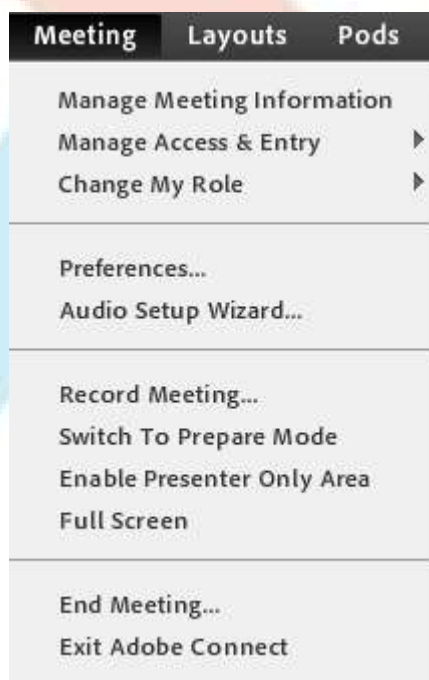 Meeting Layouts Pods
Manage Meeting Information
Manage Access & Entry
Change My Role
Preferences...
Audio Setup Wizard...
Record Meeting...
Switch To Prepare Mode
Enable Presenter Only Area
Full Screen
End Meeting...
Exit Adobe Connect